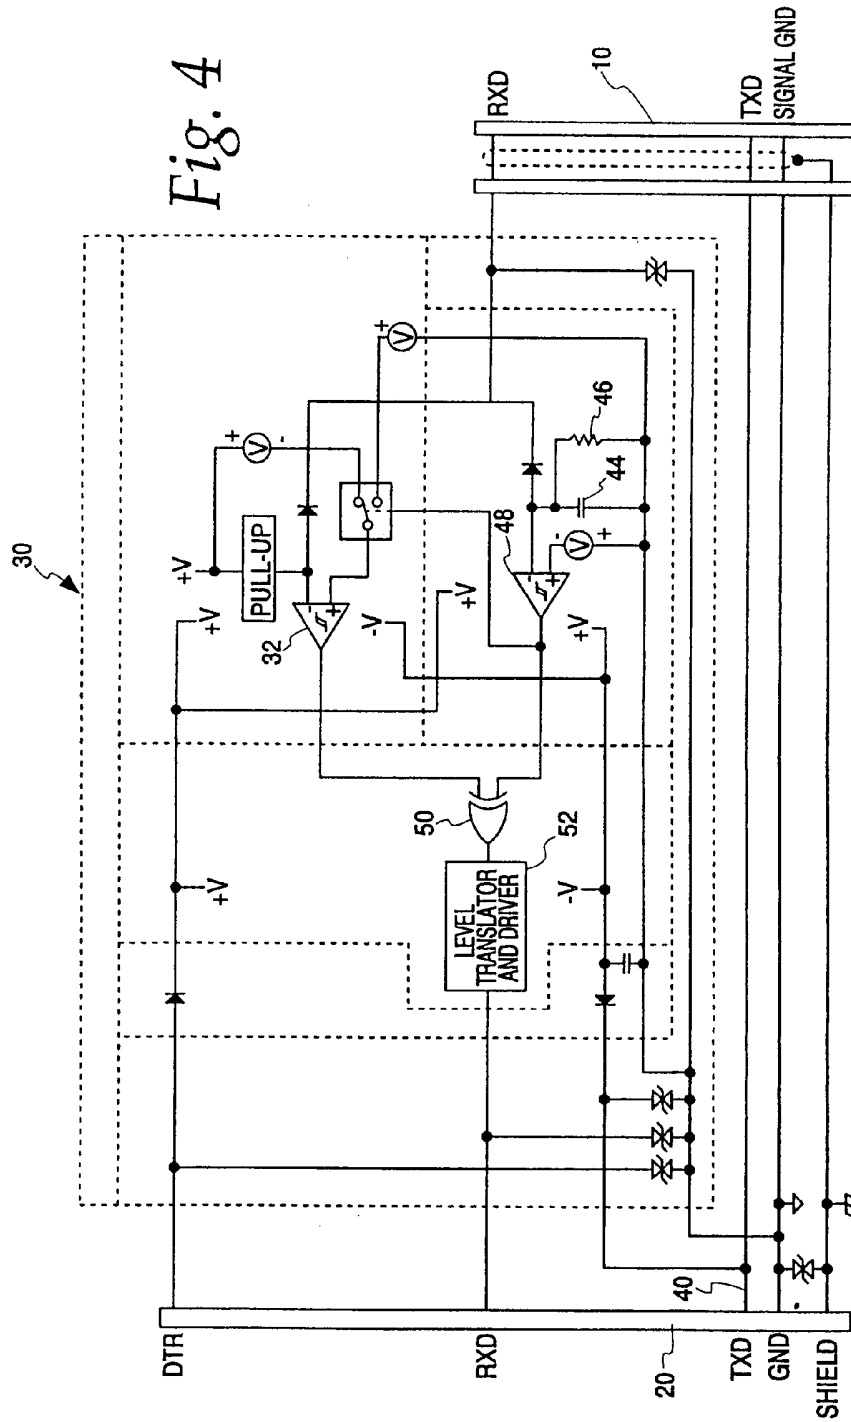 Fig. 4
30
DTR
+V
+V
+V
PULL-UP
+
V
-
-
+
32
-V
+V
+
V
RXD
50
LEVEL
TRANSLATOR
AND DRIVER
52
-V
+V
48
-
+
-
V
+
44
46
RXD
10
TXD
SIGNAL GND
40
20
TXD
GND
SHIELD